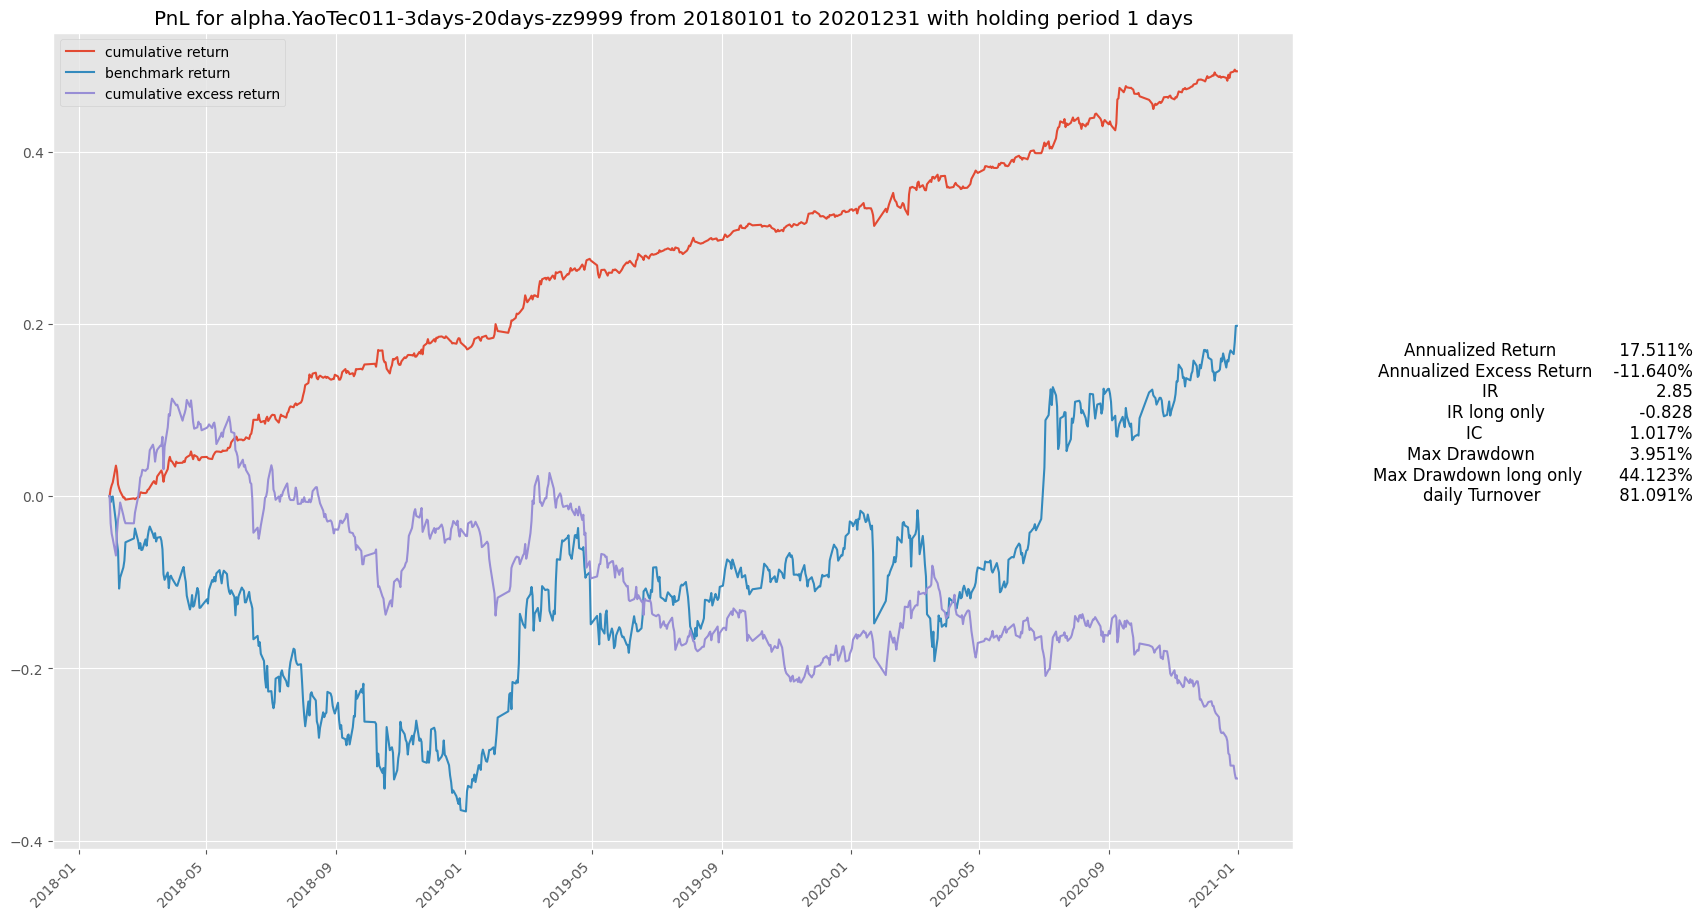 PnL for alpha.YaoTec011-3days-20days-zz9999 from 20180101 to 20201231 with holding period 1 days
cumulative return
benchmark return
cumulative excess return
0.4
0.2
0.0
−0.2
−0.4
2018-01
2018-05
2018-09
2019-01
2019-05
2019-09
2020-01
2020-05
2020-09
2021-01
Annualized Return 17.511%
Annualized Excess Return -11.640%
IR 2.85
IR long only -0.828
IC 1.017%
Max Drawdown 3.951%
Max Drawdown long only 44.123%
daily Turnover 81.091%